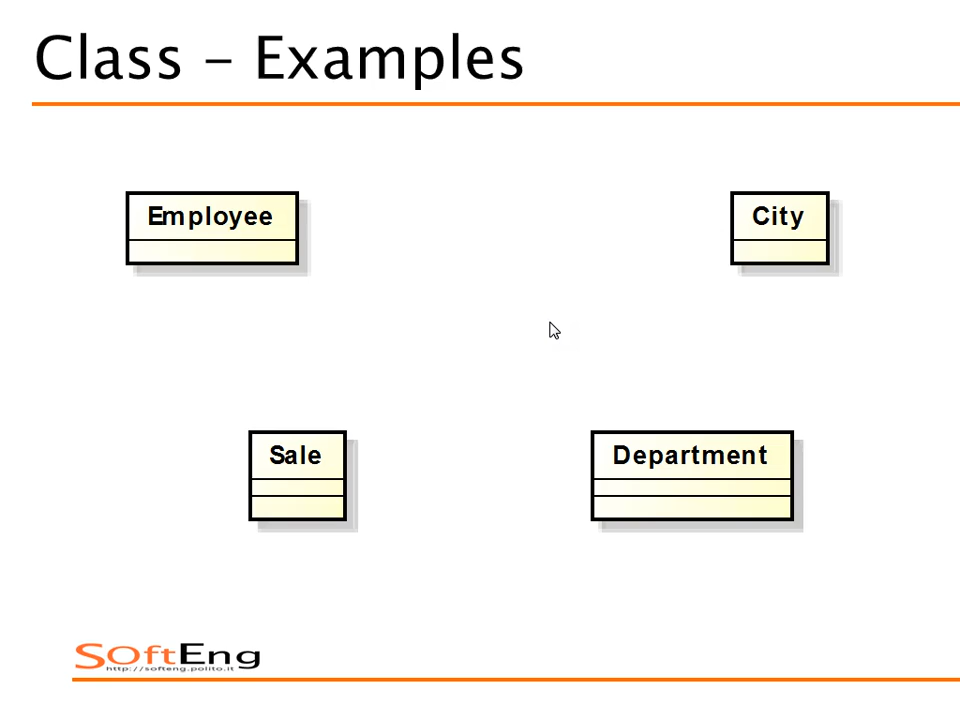 Class – Examples
Employee
City
Sale
Department
SOftEng
http://softeng.polito.it